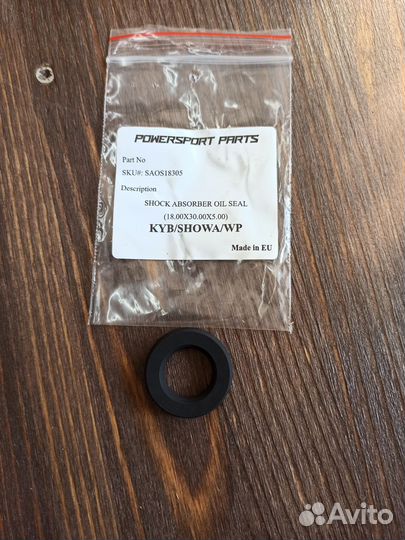 POWERSPORT PARTS
Part No
SKU#: SAOS18305
Description
SHOCK ABSORBER OIL SEAL
(18.00X30.00X5.00)
KYB/SHOWA/WP
Made in EU
Avito